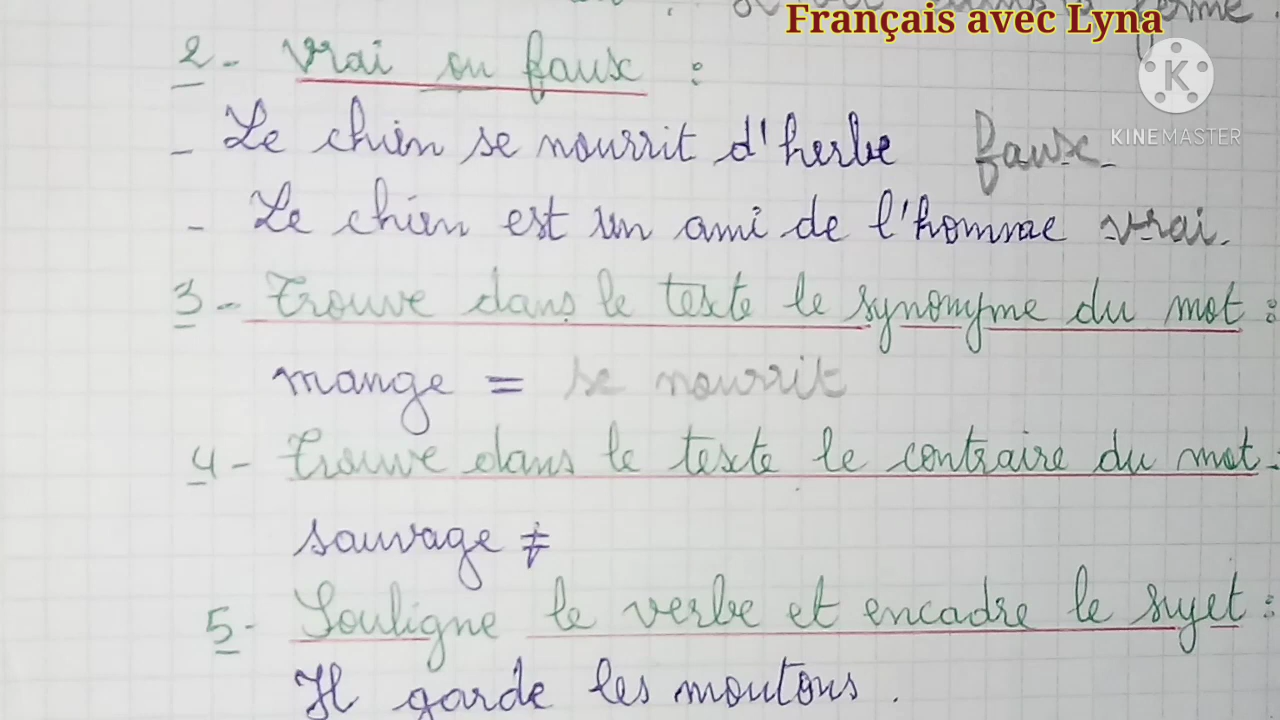 Français avec Lyna
ferme.
2- Vrai ou faux :
KINEMASTER
- Le chien se nourrit d'herbe faux.
- Le chien est un ami de l'homme vrai.
3- Trouve dans le texte le synonyme du mot :
mange = se nourrit
4- Trouve dans le texte le contraire du mot :
sauvage ≠
5- Souligne le verbe et encadre le sujet :
Il garde les moutons.